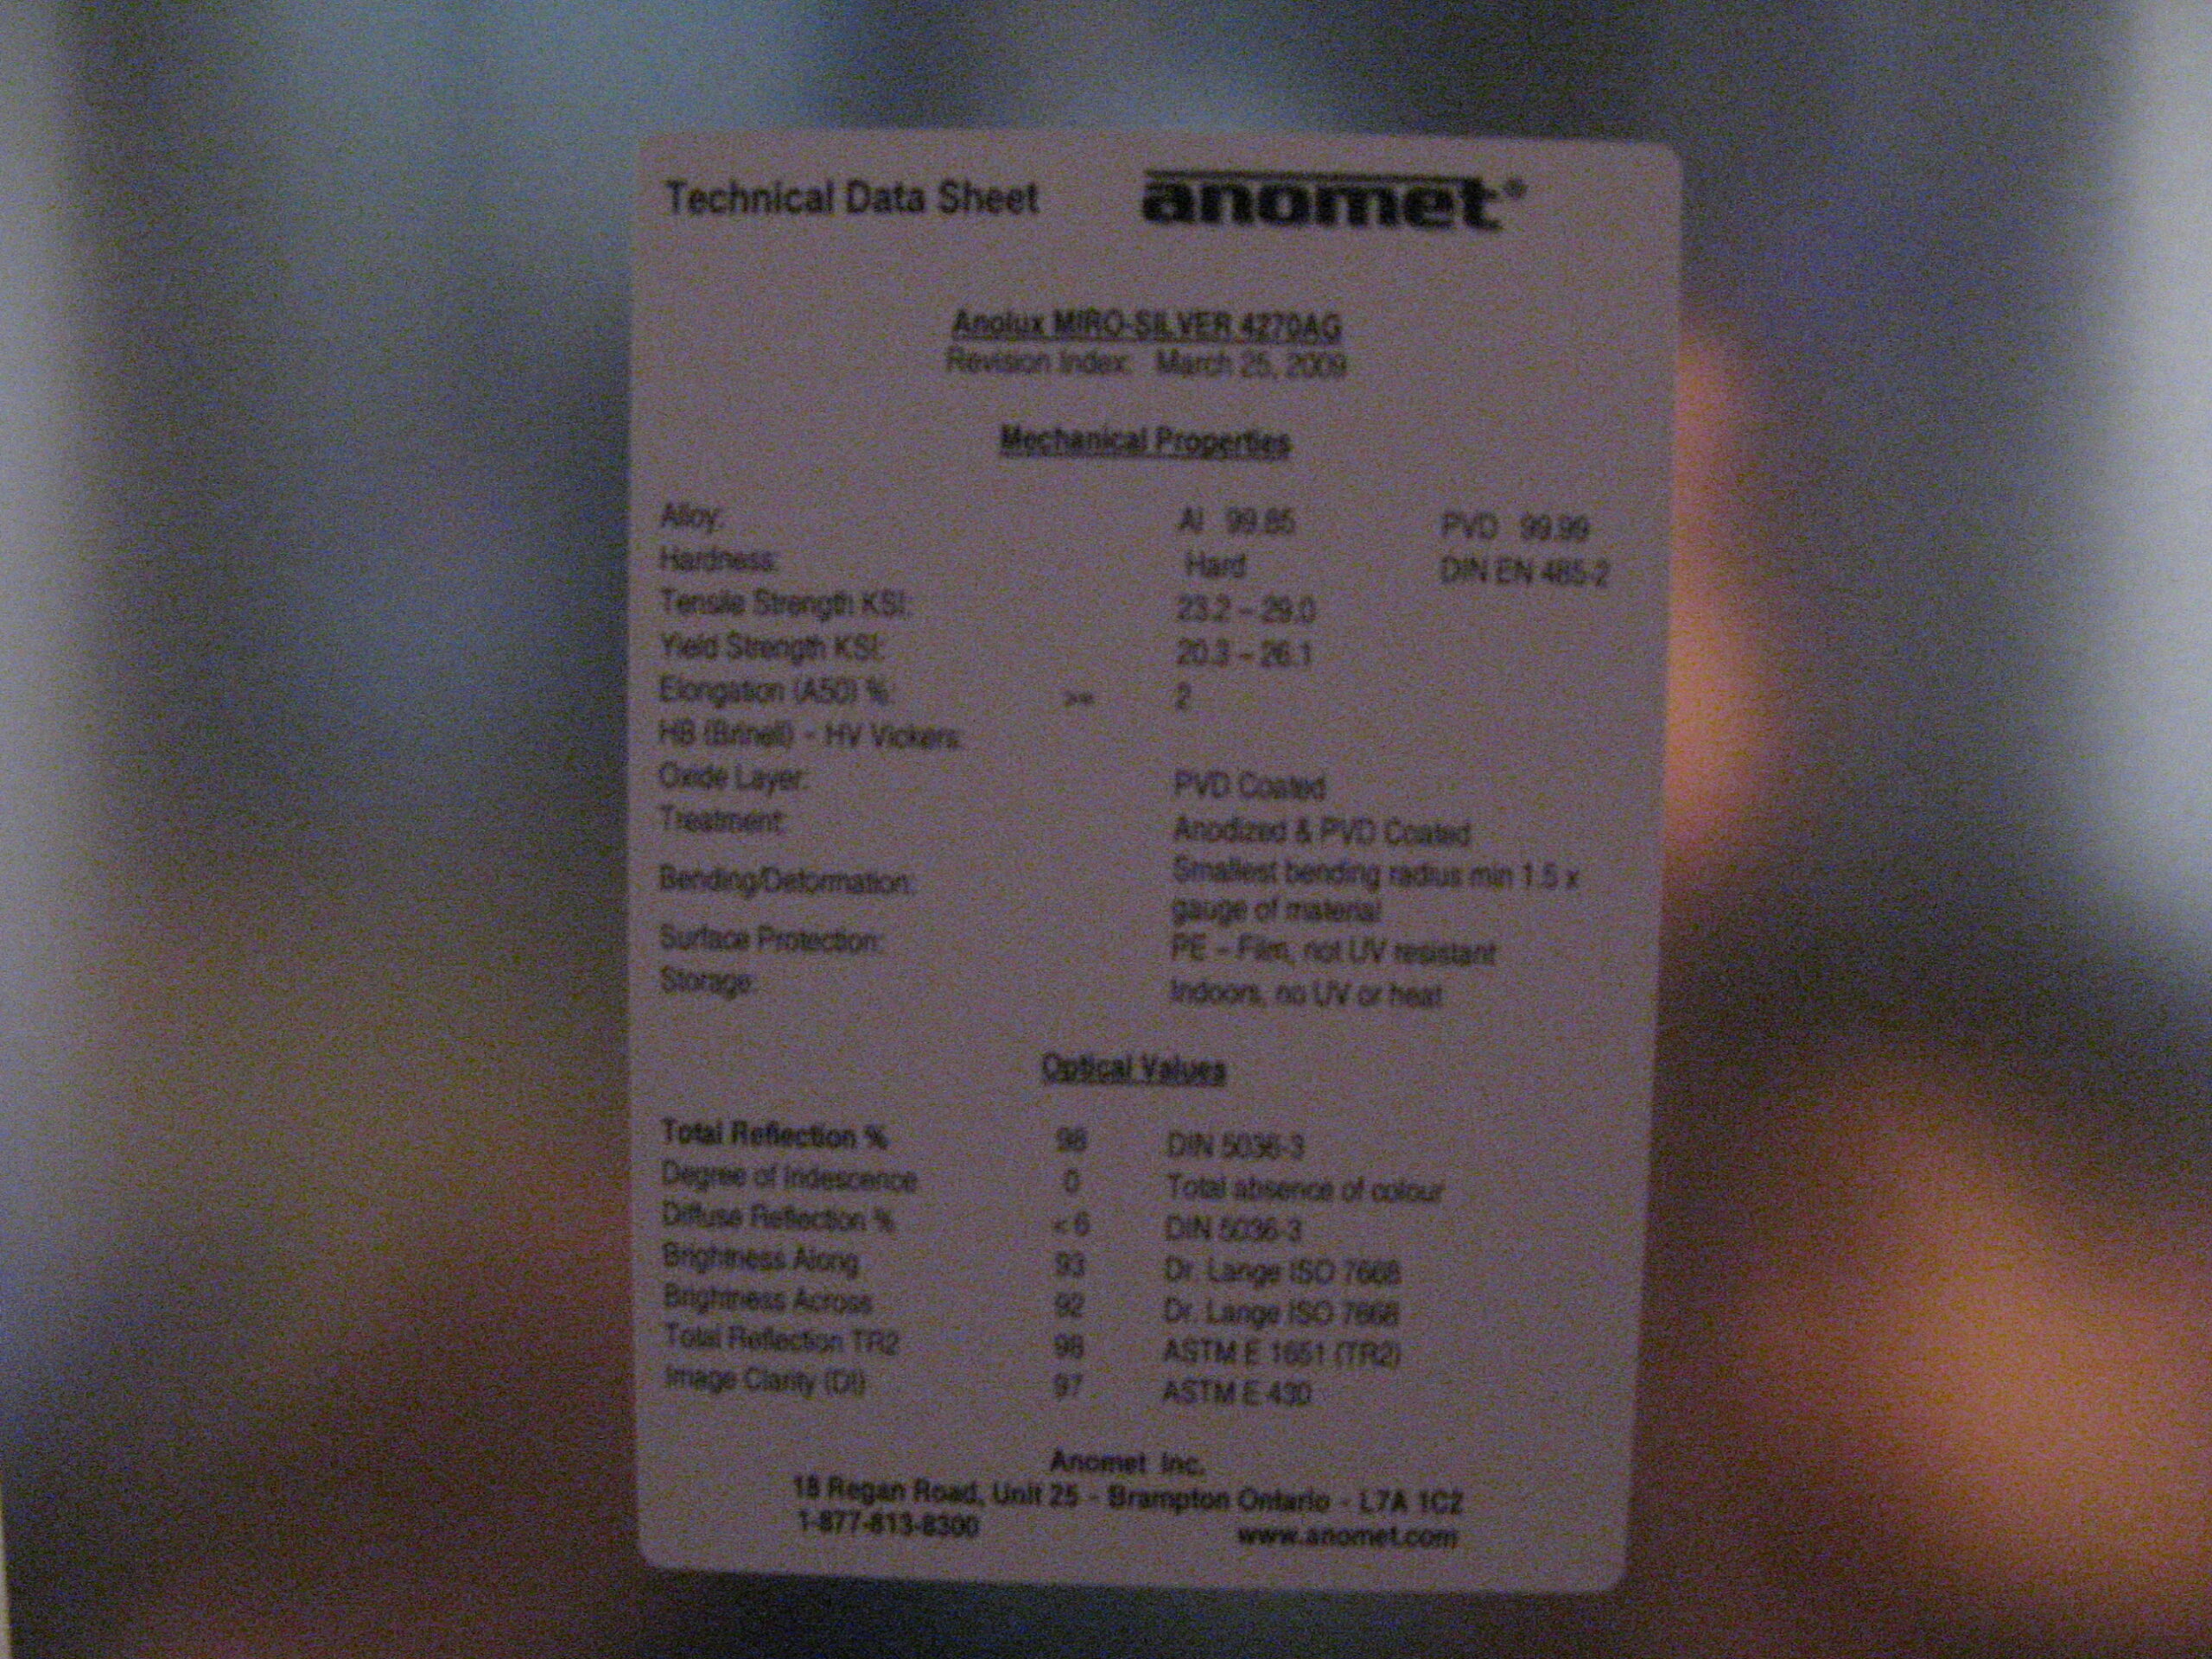 Technical Data Sheet anomet®
Anolux MIRO-SILVER 4270AG
Revision Index: March 25, 2009
Mechanical Properties
Alloy: Al 99.85 PVD 99.99
Hardness: Hard DIN EN 485-2
Tensile Strength KSI: 23.2 – 29.0
Yield Strength KSI: 20.3 – 26.1
Elongation (A50) %: >= 2
HB (Brinell) - HV Vickers:
Oxide Layer: PVD Coated
Treatment: Anodized & PVD Coated
Bending/Deformation: Smallest bending radius min 1.5 x
gauge of material
Surface Protection: PE – Film, not UV resistant
Storage: Indoors, no UV or heat
Optical Values
Total Reflection % 98 DIN 5036-3
Degree of Iridescence 0 Total absence of colour
Diffuse Reflection % < 6 DIN 5036-3
Brightness Along 93 Dr. Lange ISO 7668
Brightness Across 92 Dr. Lange ISO 7668
Total Reflection TR2 98 ASTM E 1651 (TR2)
Image Clarity (DI) 97 ASTM E 430
Anomet Inc.
18 Regan Road, Unit 25 - Brampton Ontario - L7A 1C2
1-877-813-8300 www.anomet.com